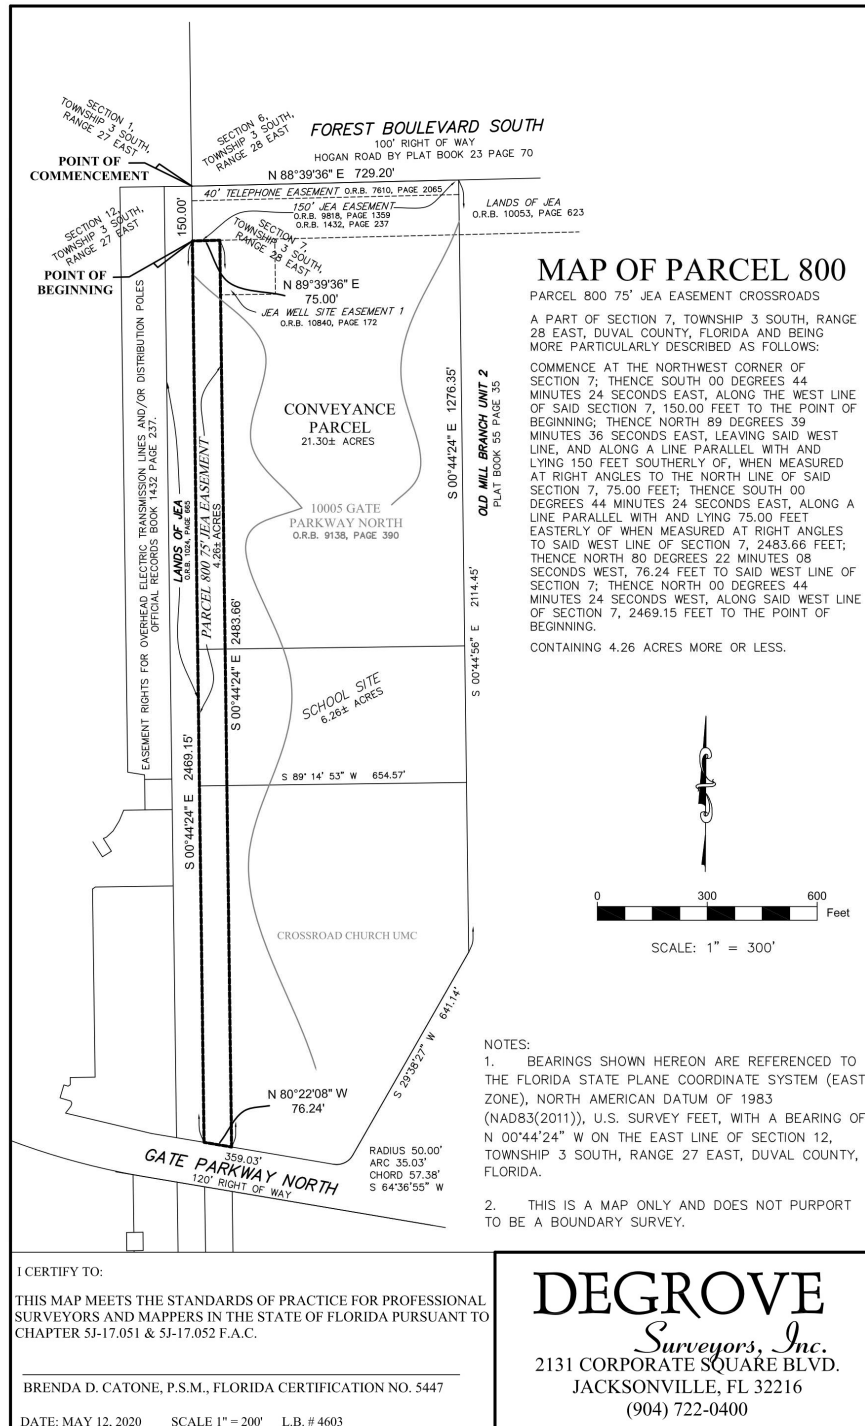 SECTION 1,
TOWNSHIP 3 SOUTH,
RANGE 27 EAST
SECTION 6,
TOWNSHIP 3 SOUTH,
RANGE 28 EAST
FOREST BOULEVARD SOUTH
100' RIGHT OF WAY
HOGAN ROAD BY PLAT BOOK 23 PAGE 70
POINT OF
COMMENCEMENT
N 88°39'36" E 729.20'
40' TELEPHONE EASEMENT O.R.B. 7610, PAGE 2065
150' JEA EASEMENT
O.R.B. 9818, PAGE 1359
O.R.B. 1432, PAGE 237
LANDS OF JEA
O.R.B. 10053, PAGE 623
150.00'
SECTION 12,
TOWNSHIP 3 SOUTH,
RANGE 27 EAST
SECTION 7,
TOWNSHIP 3 SOUTH,
RANGE 28 EAST
POINT OF
BEGINNING
N 89°39'36" E
75.00'
JEA WELL SITE EASEMENT 1
O.R.B. 10840, PAGE 172
EASEMENT RIGHTS FOR OVERHEAD ELECTRIC TRANSMISSION LINES AND/OR DISTRIBUTION POLES
OFFICIAL RECORDS BOOK 1432 PAGE 237.
LANDS OF JEA
O.R.B. 1024, PAGE 665
PARCEL 800 75' JEA EASEMENT
4.26± ACRES
CONVEYANCE
PARCEL
21.30± ACRES
10005 GATE
PARKWAY NORTH
O.R.B. 9138, PAGE 390
S 00°44'24" E 1276.35'
OLD MILL BRANCH UNIT 2
PLAT BOOK 55 PAGE 35
S 00°44'56" E 2114.45'
S 00°44'24" E 2483.66'
S 00°44'24" E 2469.15'
SCHOOL SITE
6.26± ACRES
S 89° 14' 53" W 654.57'
CROSSROAD CHURCH UMC
S 29°38'27" W 641.14'
N 80°22'08" W
76.24'
359.03'
GATE PARKWAY NORTH
120' RIGHT OF WAY
RADIUS 50.00'
ARC 35.03'
CHORD 57.38'
S 64°36'55" W
MAP OF PARCEL 800
PARCEL 800 75' JEA EASEMENT CROSSROADS
A PART OF SECTION 7, TOWNSHIP 3 SOUTH, RANGE
28 EAST, DUVAL COUNTY, FLORIDA AND BEING
MORE PARTICULARLY DESCRIBED AS FOLLOWS:
COMMENCE AT THE NORTHWEST CORNER OF
SECTION 7; THENCE SOUTH 00 DEGREES 44
MINUTES 24 SECONDS EAST, ALONG THE WEST LINE
OF SAID SECTION 7, 150.00 FEET TO THE POINT OF
BEGINNING; THENCE NORTH 89 DEGREES 39
MINUTES 36 SECONDS EAST, LEAVING SAID WEST
LINE, AND ALONG A LINE PARALLEL WITH AND
LYING 150 FEET SOUTHERLY OF, WHEN MEASURED
AT RIGHT ANGLES TO THE NORTH LINE OF SAID
SECTION 7, 75.00 FEET; THENCE SOUTH 00
DEGREES 44 MINUTES 24 SECONDS EAST, ALONG A
LINE PARALLEL WITH AND LYING 75.00 FEET
EASTERLY OF WHEN MEASURED AT RIGHT ANGLES
TO SAID WEST LINE OF SECTION 7, 2483.66 FEET;
THENCE NORTH 80 DEGREES 22 MINUTES 08
SECONDS WEST, 76.24 FEET TO SAID WEST LINE OF
SECTION 7; THENCE NORTH 00 DEGREES 44
MINUTES 24 SECONDS WEST, ALONG SAID WEST LINE
OF SECTION 7, 2469.15 FEET TO THE POINT OF
BEGINNING.
CONTAINING 4.26 ACRES MORE OR LESS.
0 300 600
Feet
SCALE: 1" = 300'
NOTES:
1. BEARINGS SHOWN HEREON ARE REFERENCED TO
THE FLORIDA STATE PLANE COORDINATE SYSTEM (EAST
ZONE), NORTH AMERICAN DATUM OF 1983
(NAD83(2011)), U.S. SURVEY FEET, WITH A BEARING OF
N 00°44'24" W ON THE EAST LINE OF SECTION 12,
TOWNSHIP 3 SOUTH, RANGE 27 EAST, DUVAL COUNTY,
FLORIDA.
2. THIS IS A MAP ONLY AND DOES NOT PURPORT
TO BE A BOUNDARY SURVEY.
I CERTIFY TO:
THIS MAP MEETS THE STANDARDS OF PRACTICE FOR PROFESSIONAL
SURVEYORS AND MAPPERS IN THE STATE OF FLORIDA PURSUANT TO
CHAPTER 5J-17.051 & 5J-17.052 F.A.C.
BRENDA D. CATONE, P.S.M., FLORIDA CERTIFICATION NO. 5447
DATE: MAY 12, 2020 SCALE 1" = 200' L.B. # 4603
DEGROVE
Surveyors, Inc.
2131 CORPORATE SQUARE BLVD.
JACKSONVILLE, FL 32216
(904) 722-0400